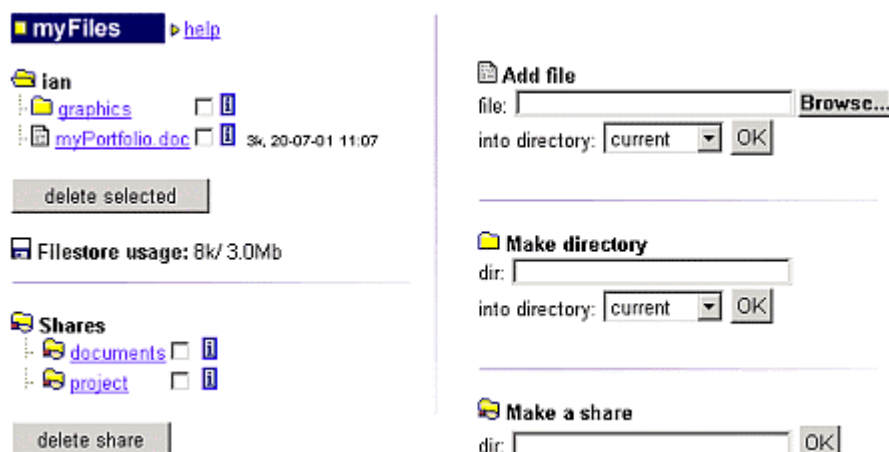 myFiles help
ian
graphics i
myPortfolio.doc i 3k, 20-07-01 11:07
delete selected
Filestore usage: 8k/ 3.0Mb
Shares
documents i
project i
delete share
Add file
file: Browse...
into directory: current OK
Make directory
dir:
into directory: current OK
Make a share
dir: OK